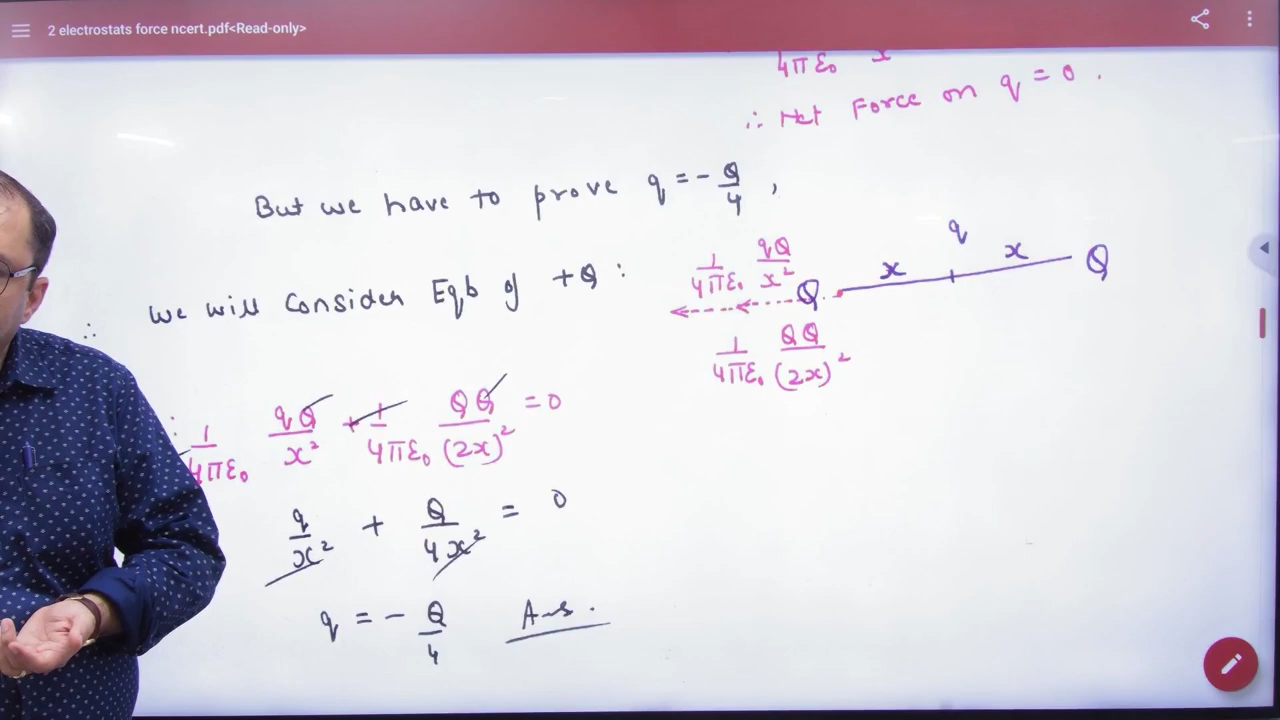 2 electrostats force ncert.pdf<Read-only>
4πε₀ x
∴ Net Force on q = 0 .
But we have to prove q = - Q/4 ,
∴ We will Consider Eqb of +Q :
1/4πε₀ qQ/x²
Q x q x Q
1/4πε₀ QQ/(2x)²
∴ 1/4πε₀ qQ/x² + 1/4πε₀ QQ/(2x)² = 0
q/x² + Q/4x² = 0
q = - Q/4 Ans.